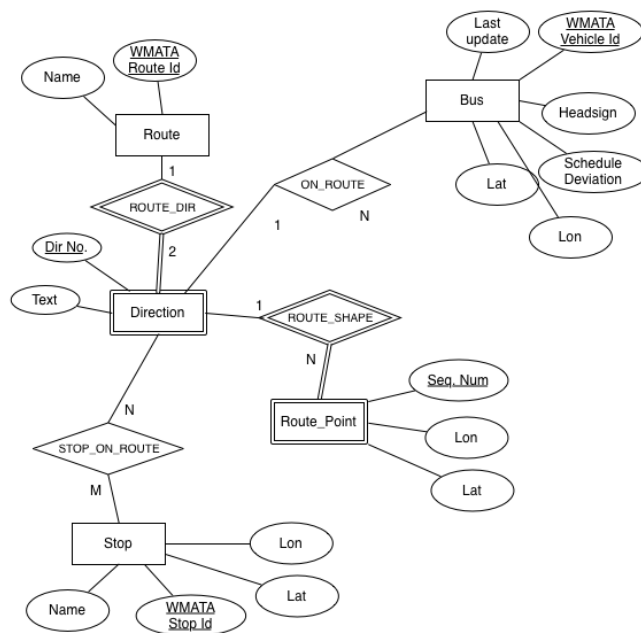 Last
update
WMATA
Vehicle Id
WMATA
Route Id
Name
Bus
Headsign
Route
1
ON_ROUTE
Schedule
Deviation
Lat
ROUTE_DIR
N
1
Lon
Dir No.
2
Text
Direction
1
ROUTE_SHAPE
N
Seq. Num
N
Route_Point
Lon
STOP_ON_ROUTE
M
Lat
Stop
Lon
Lat
Name
WMATA
Stop Id